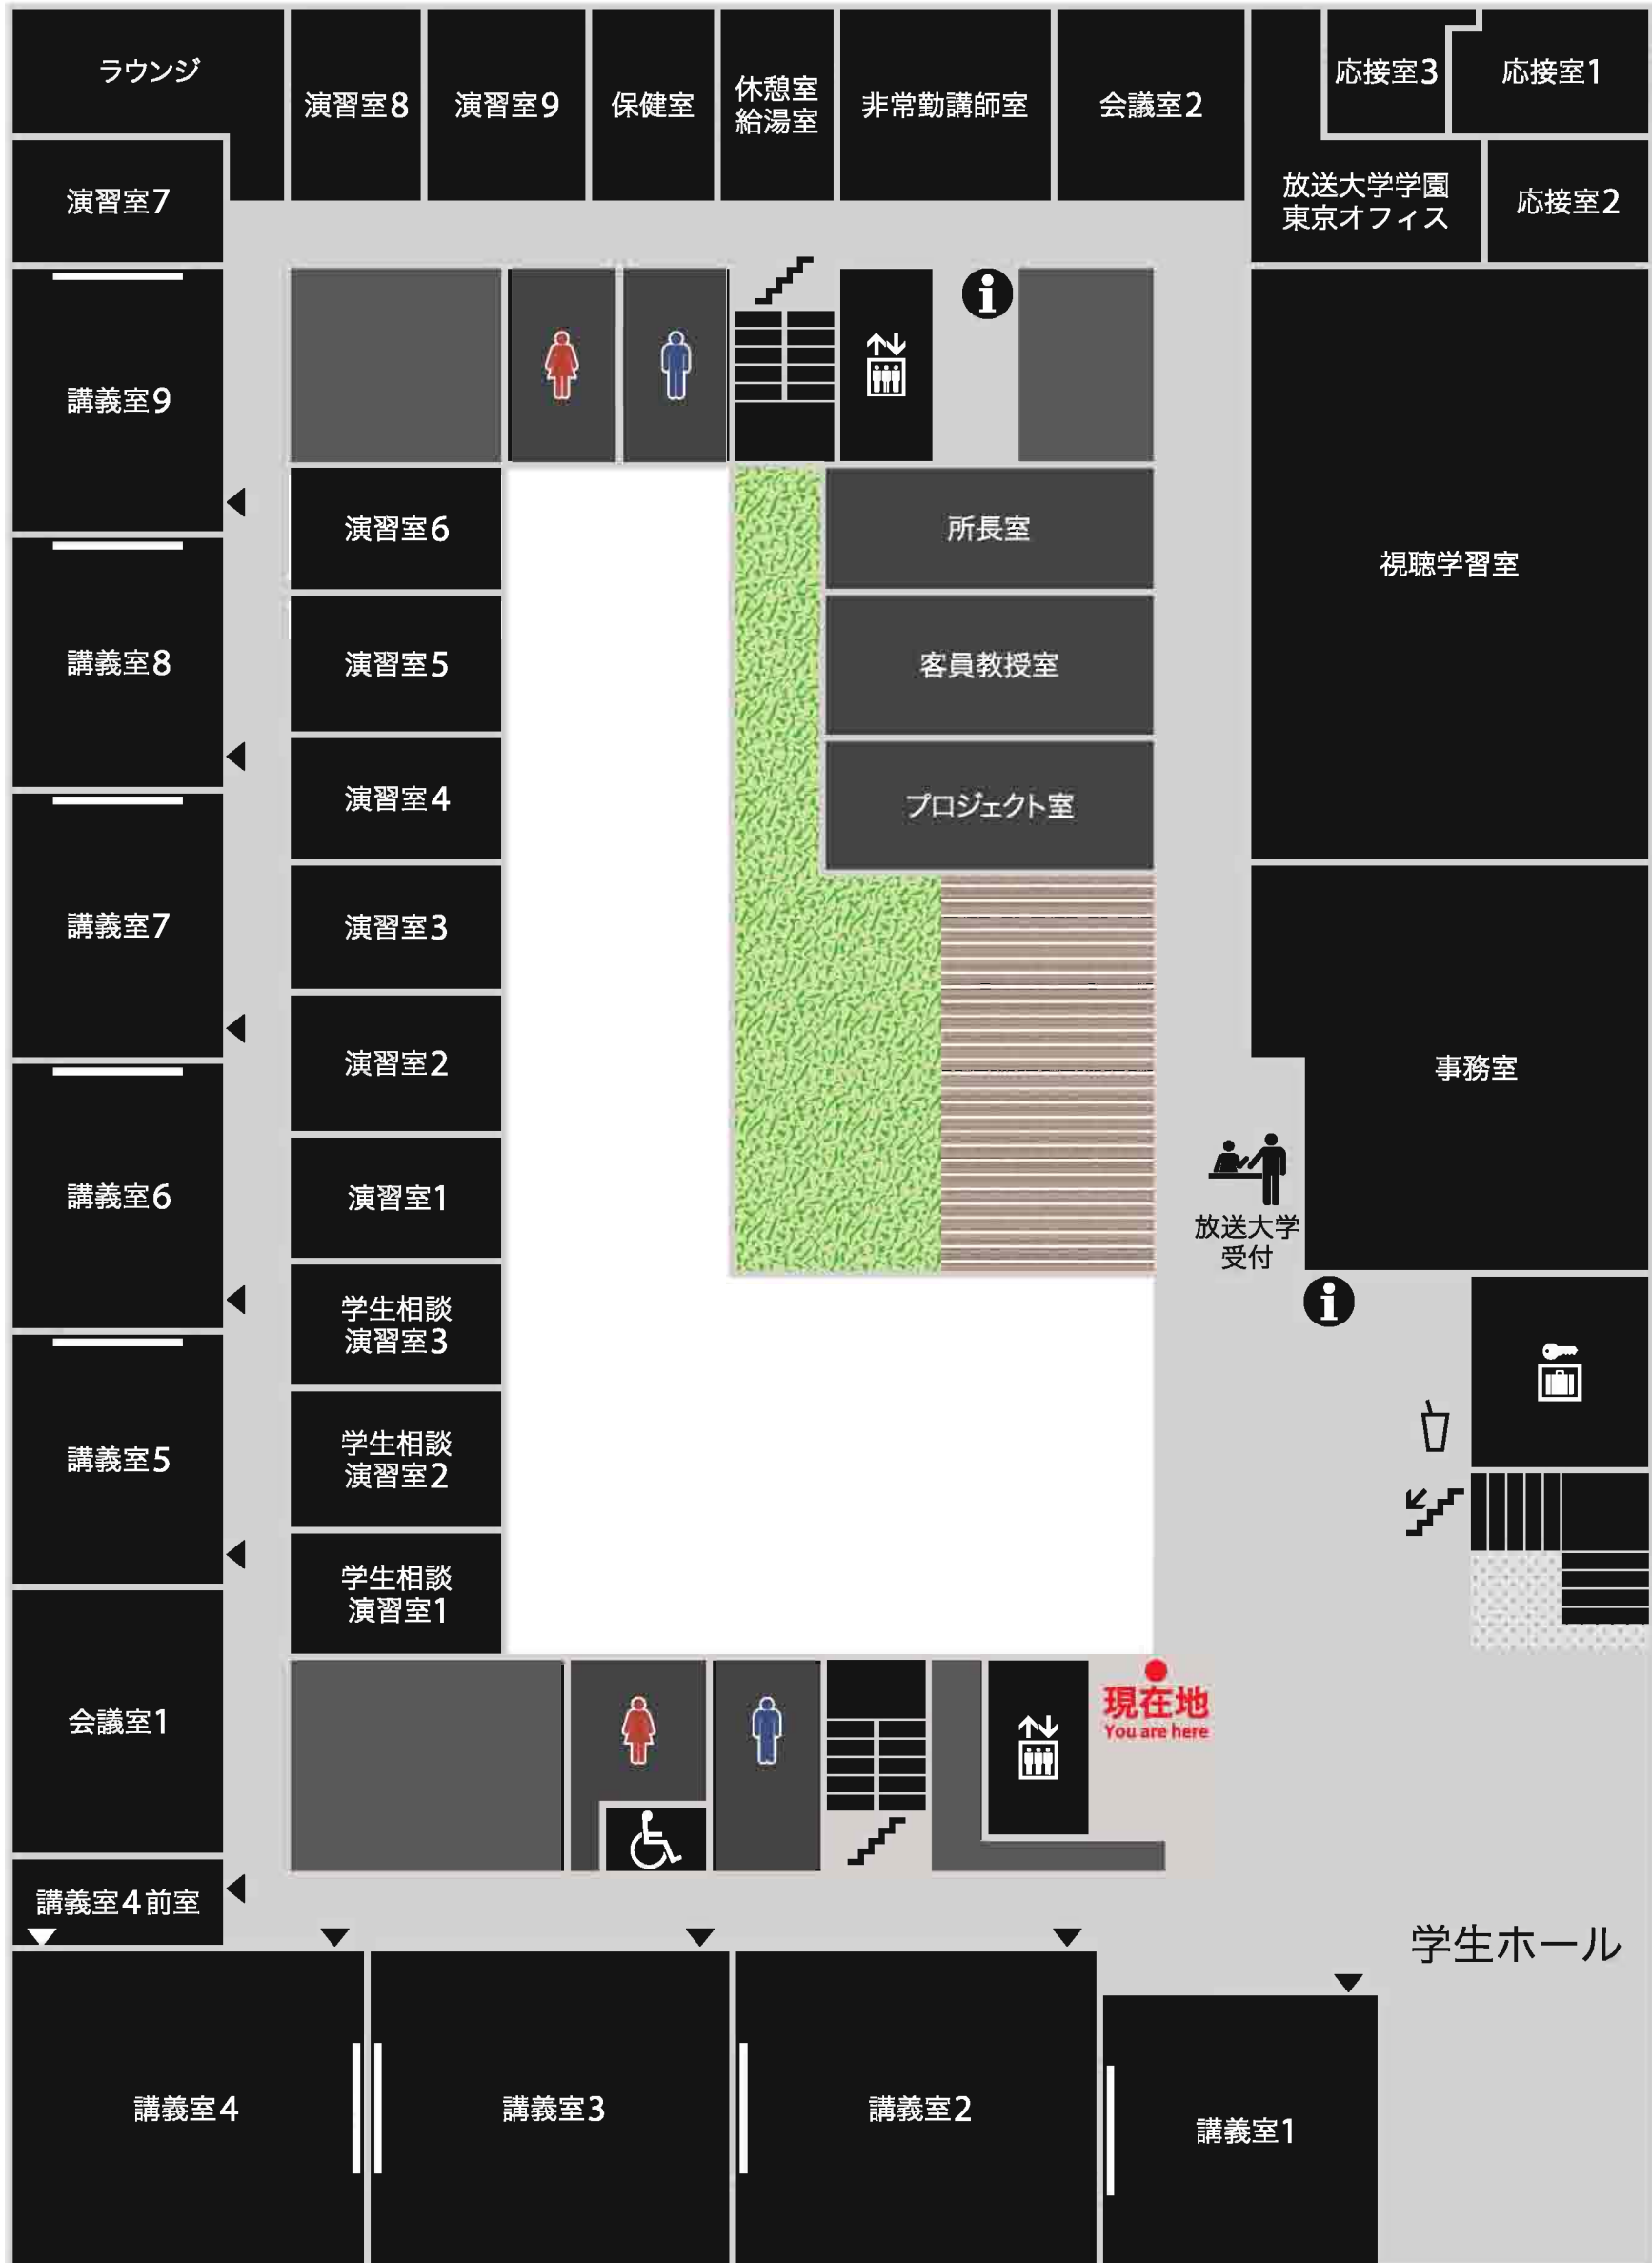 ラウンジ
演習室8
演習室9
保健室
休憩室
給湯室
非常勤講師室
会議室2
応接室3
応接室1
放送大学学園
東京オフィス
応接室2
演習室7
講義室9
講義室8
講義室7
講義室6
講義室5
会議室1
講義室4前室
演習室6
演習室5
演習室4
演習室3
演習室2
演習室1
学生相談
演習室3
学生相談
演習室2
学生相談
演習室1
所長室
客員教授室
プロジェクト室
視聴学習室
事務室
放送大学
受付
現在地
You are here
学生ホール
講義室4
講義室3
講義室2
講義室1